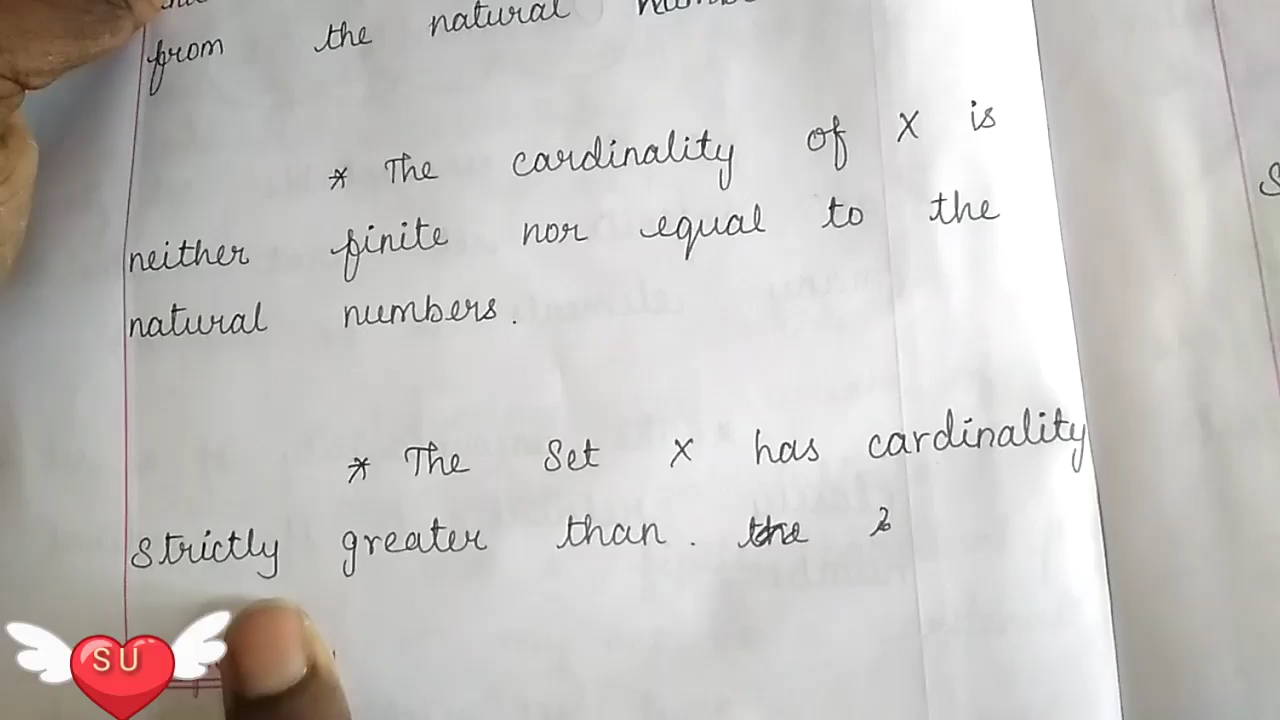 from the natural
* The cardinality of X is
neither finite nor equal to the
natural numbers.
* The Set X has cardinality
strictly greater than. the
SU